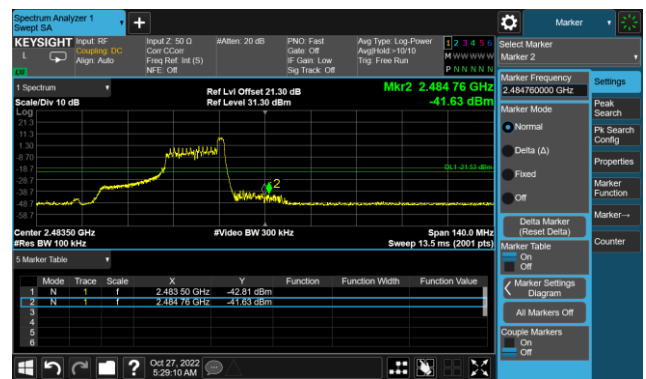 Spectrum Analyzer 1
Swept SA
Marker
KEYSIGHT
L
Input: RF
Coupling: DC
Align: Auto
Input Z: 50 Ω
Corr CCorr
Freq Ref: Int (S)
NFE: Off
#Atten: 20 dB
PNO: Fast
Gate: Off
IF Gain: Low
Sig Track: Off
Avg Type: Log-Power
Avg|Hold:>10/10
Trig: Free Run
1 2 3 4 5 6
M W W W W W
P N N N N N
Select Marker
Marker 2
1 Spectrum
Scale/Div 10 dB
Ref Lvl Offset 21.30 dB
Ref Level 31.30 dBm
Mkr2 2.484 76 GHz
-41.63 dBm
Log
21.3
11.3
1.30
-8.70
-18.7
-28.7
-38.7
-48.7
-58.7
DL1 -21.53 dBm
2
Center 2.48350 GHz
#Res BW 100 kHz
#Video BW 300 kHz
Span 140.0 MHz
Sweep 13.5 ms (2001 pts)
5 Marker Table
Mode Trace Scale X Y Function Function Width Function Value
1 N 1 f 2.483 50 GHz -42.81 dBm
2 N 1 f 2.484 76 GHz -41.63 dBm
3
4
5
6
Marker Frequency
2.484760000 GHz
Marker Mode
Normal
Delta (Δ)
Fixed
Off
Delta Marker
(Reset Delta)
Marker Table
On
Off
Marker Settings
Diagram
All Markers Off
Couple Markers
On
Off
Settings
Peak
Search
Pk Search
Config
Properties
Marker
Function
Marker→
Counter
?
Oct 27, 2022
5:29:10 AM